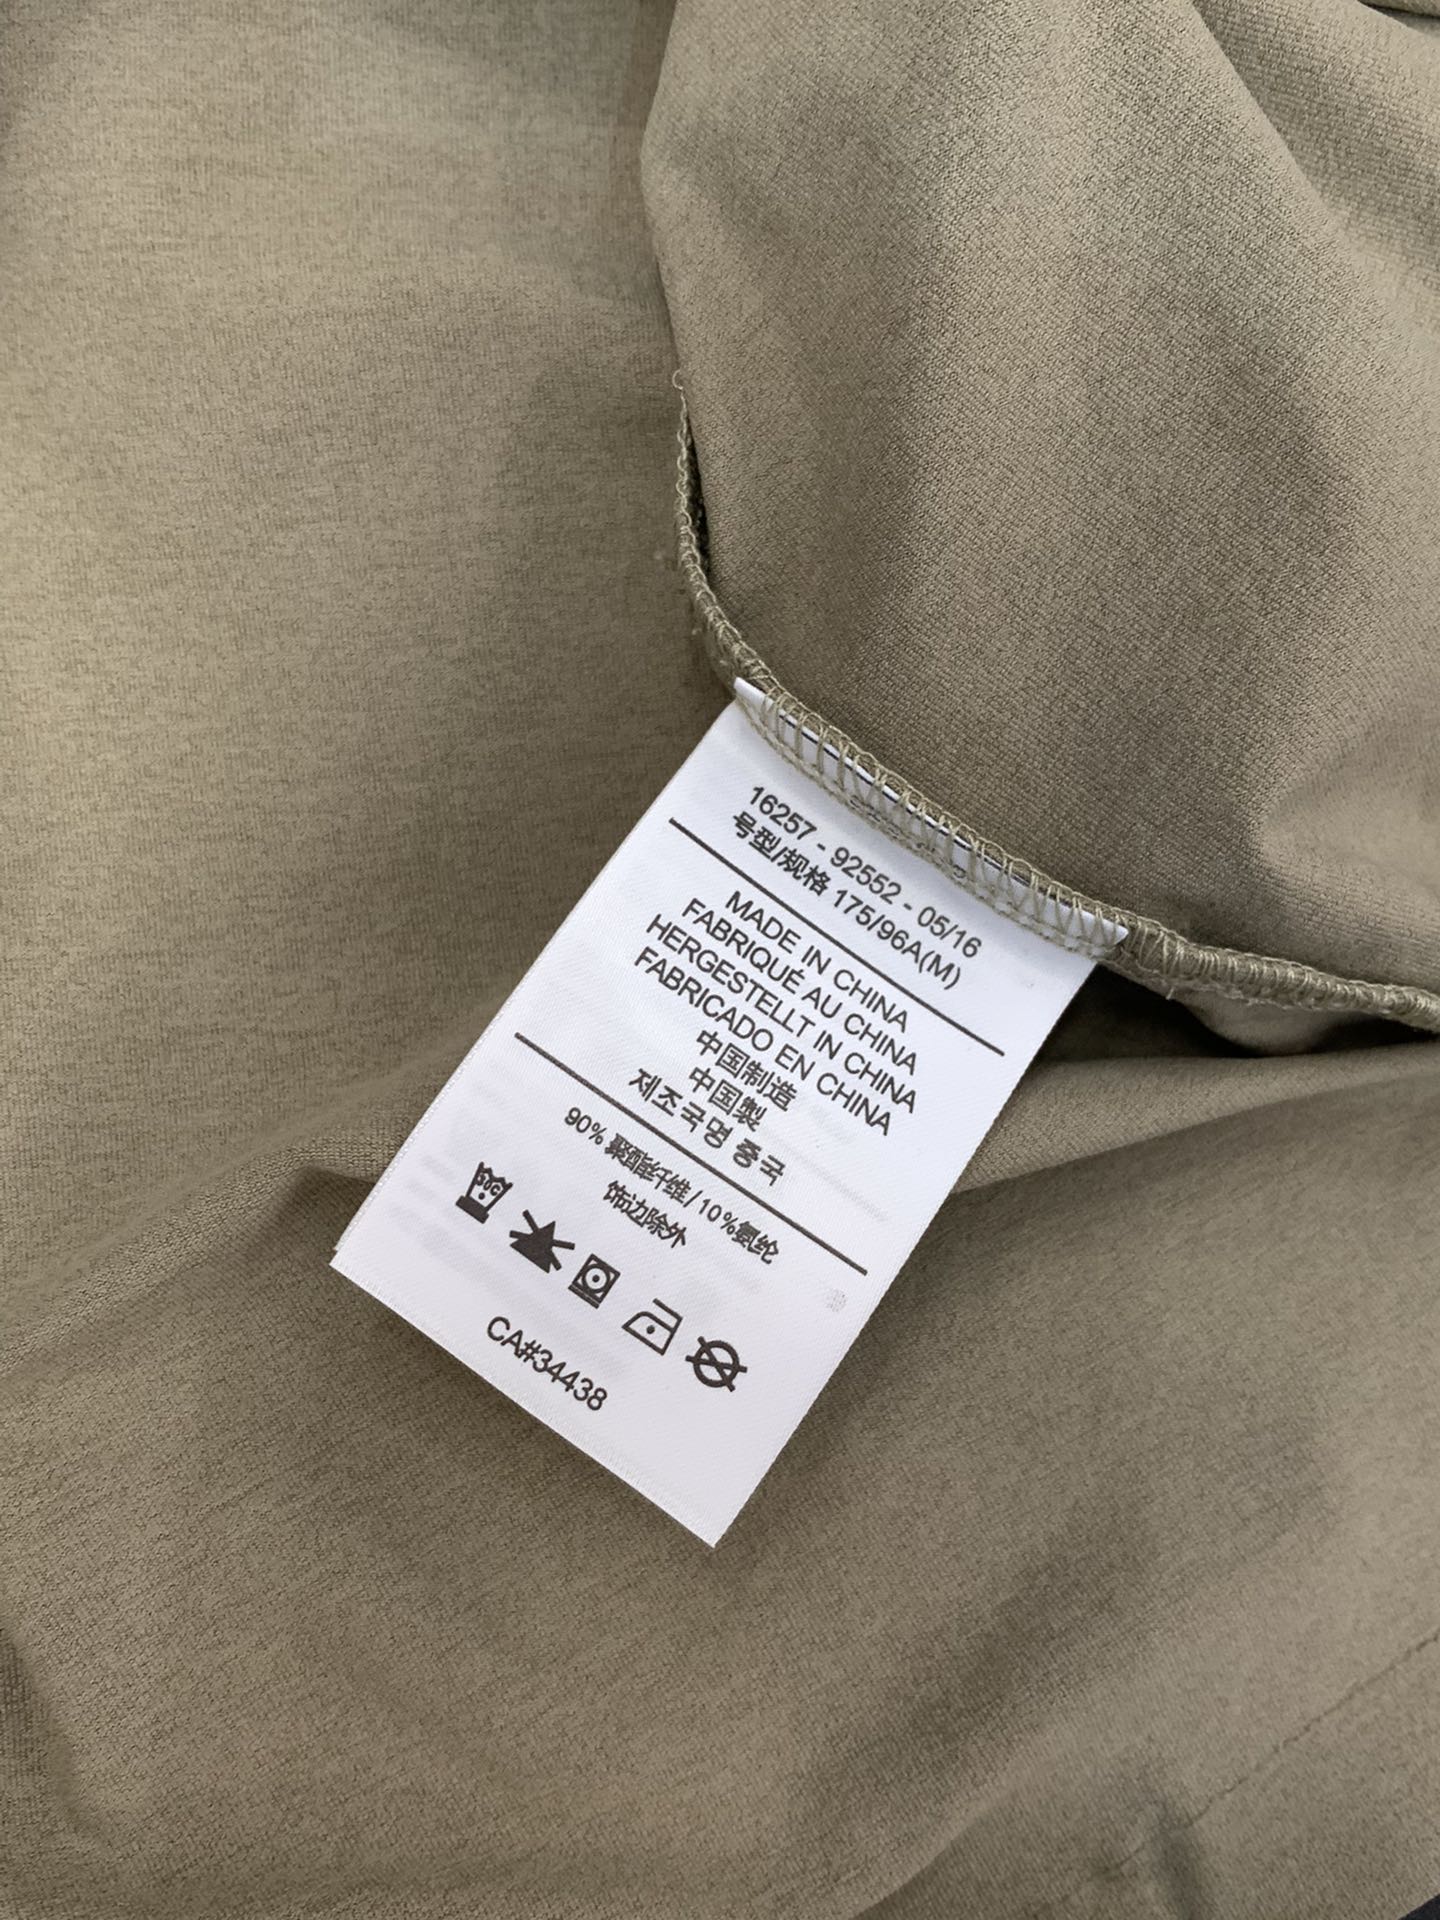 16257 - 92552 - 05/16
号型/规格 175/96A(M)
MADE IN CHINA
FABRIQUÉ AU CHINA
HERGESTELLT IN CHINA
FABRICADO EN CHINA
中国制造
中国製
제조국명 중국
90% 聚酯纤维/10%氨纶
饰边除外
50°C
CA#34438